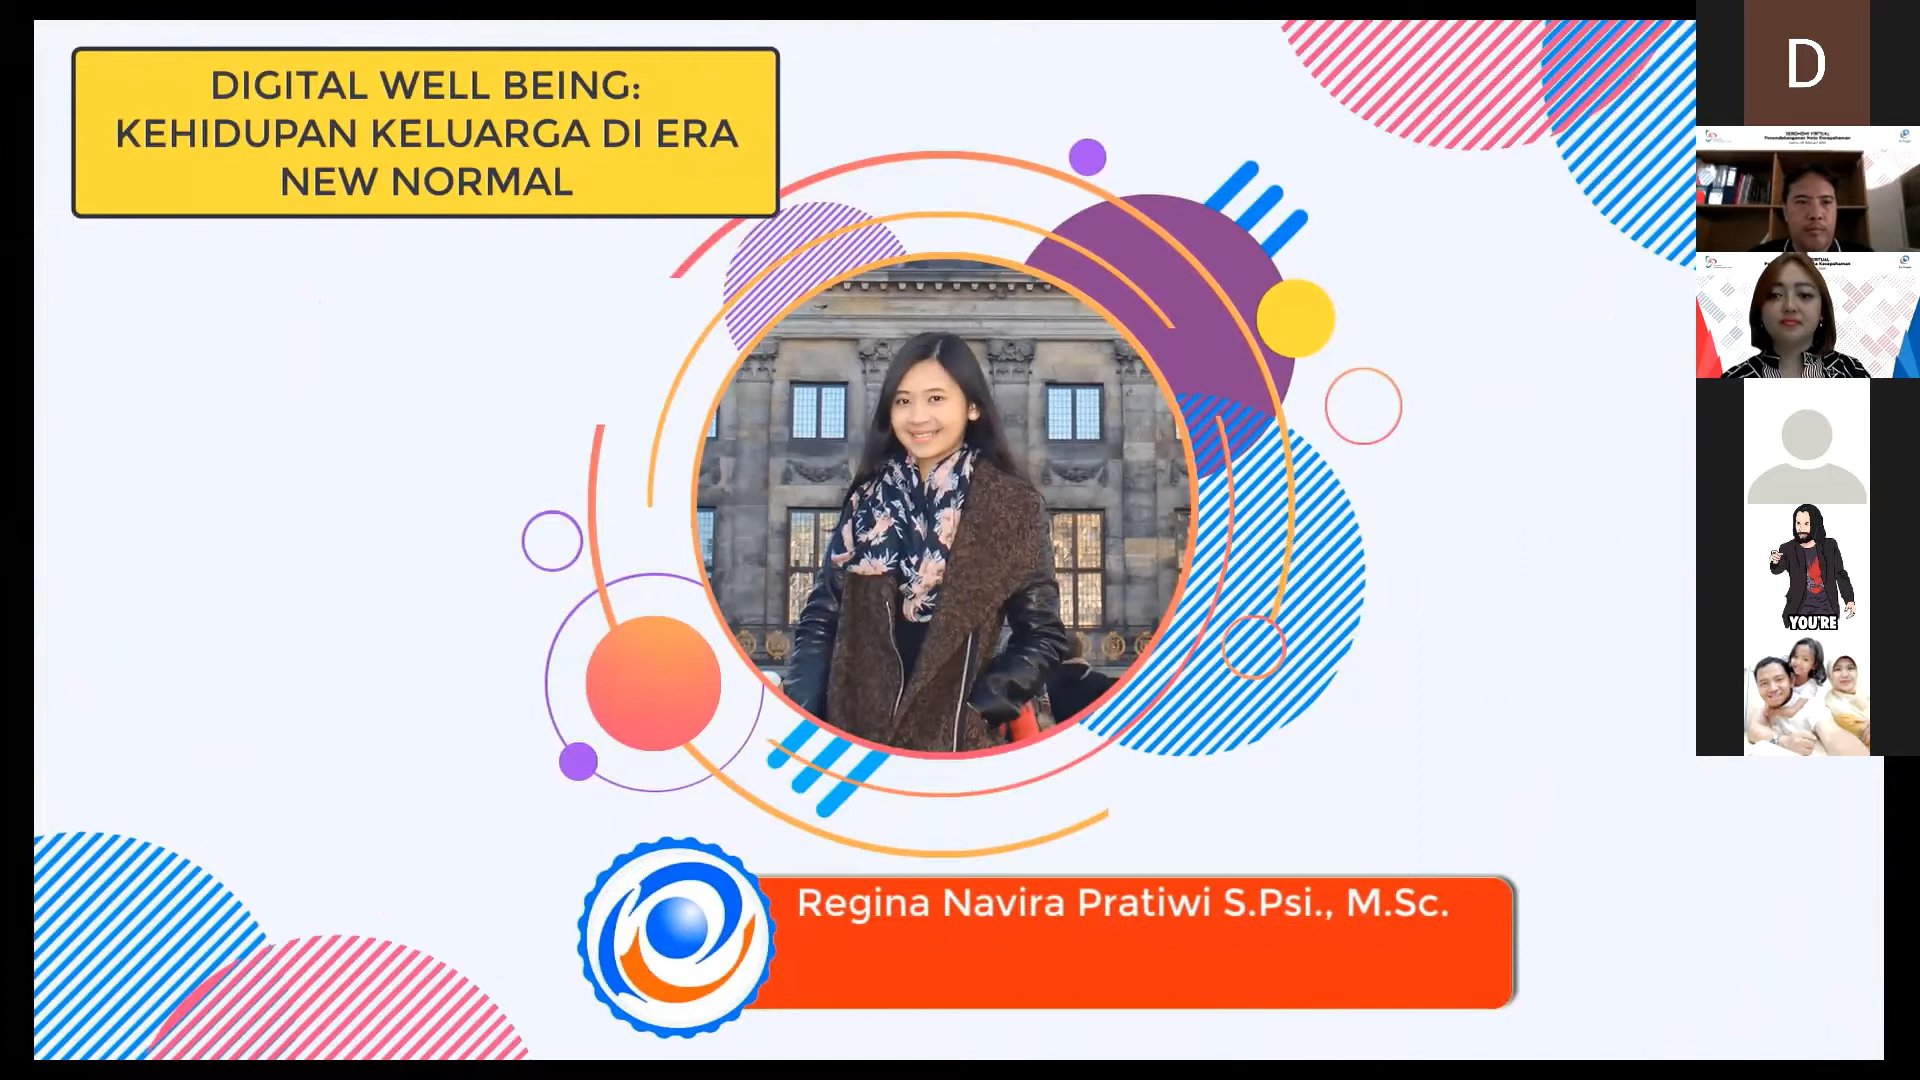 DIGITAL WELL BEING:
KEHIDUPAN KELUARGA DI ERA
NEW NORMAL
Regina Navira Pratiwi S.Psi., M.Sc.
D
YOU'RE